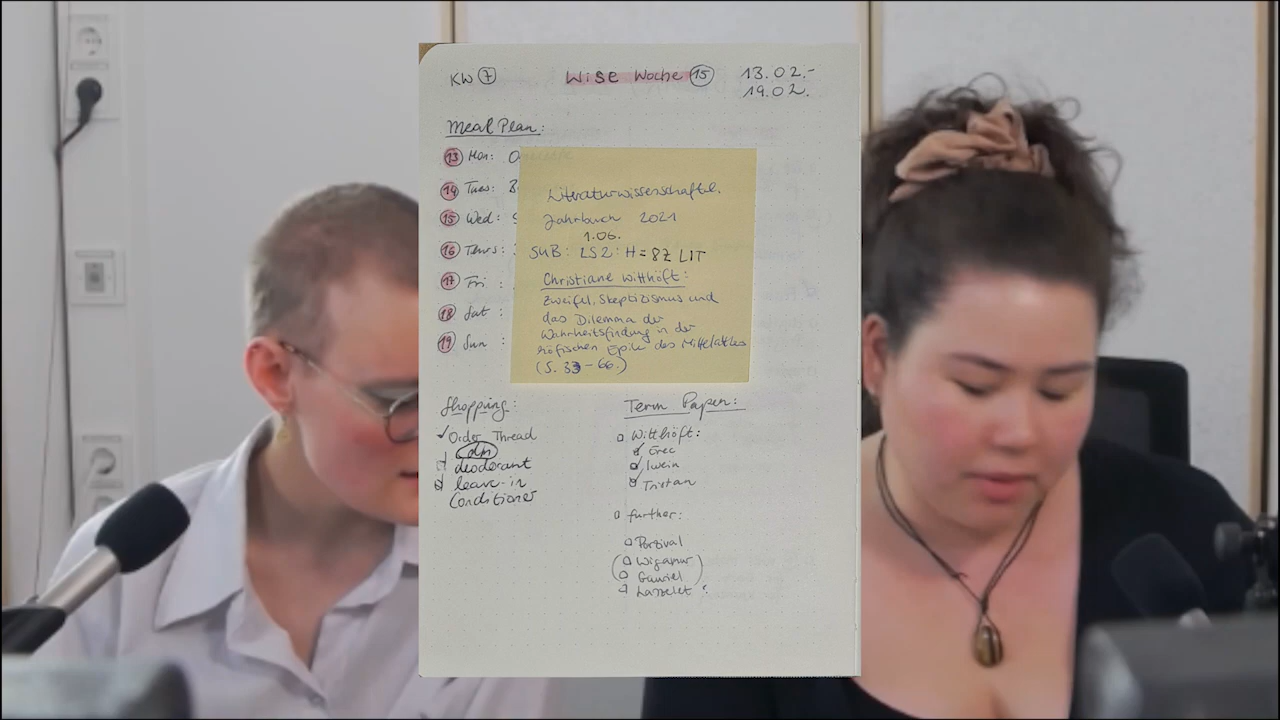 KW 7
WiSe Woche 15
13.02.-
19.02.
Meal Plan:
13 Mon:
14 Tues:
15 Wed:
16 Thurs:
17 Fri :
18 Sat :
19 Sun :
Literaturwissenschaftl.
Jahrbuch 2021
1.06.
SUB: LS2: H = 8Z LIT
Christiane Witthöft:
Zweifel, Skeptizismus und
das Dilemma der
Wahrheitsfindung in der
höfischen Epik des Mittelalters
(S. 33-66.)
Shopping:
Order Thread
dm
deodorant
leave-in
Conditioner
Term Paper:
Witthöft:
Erec
Iwein
Tristan
further:
Parzival
Wigamur
Gauriel
Lanzelet ?